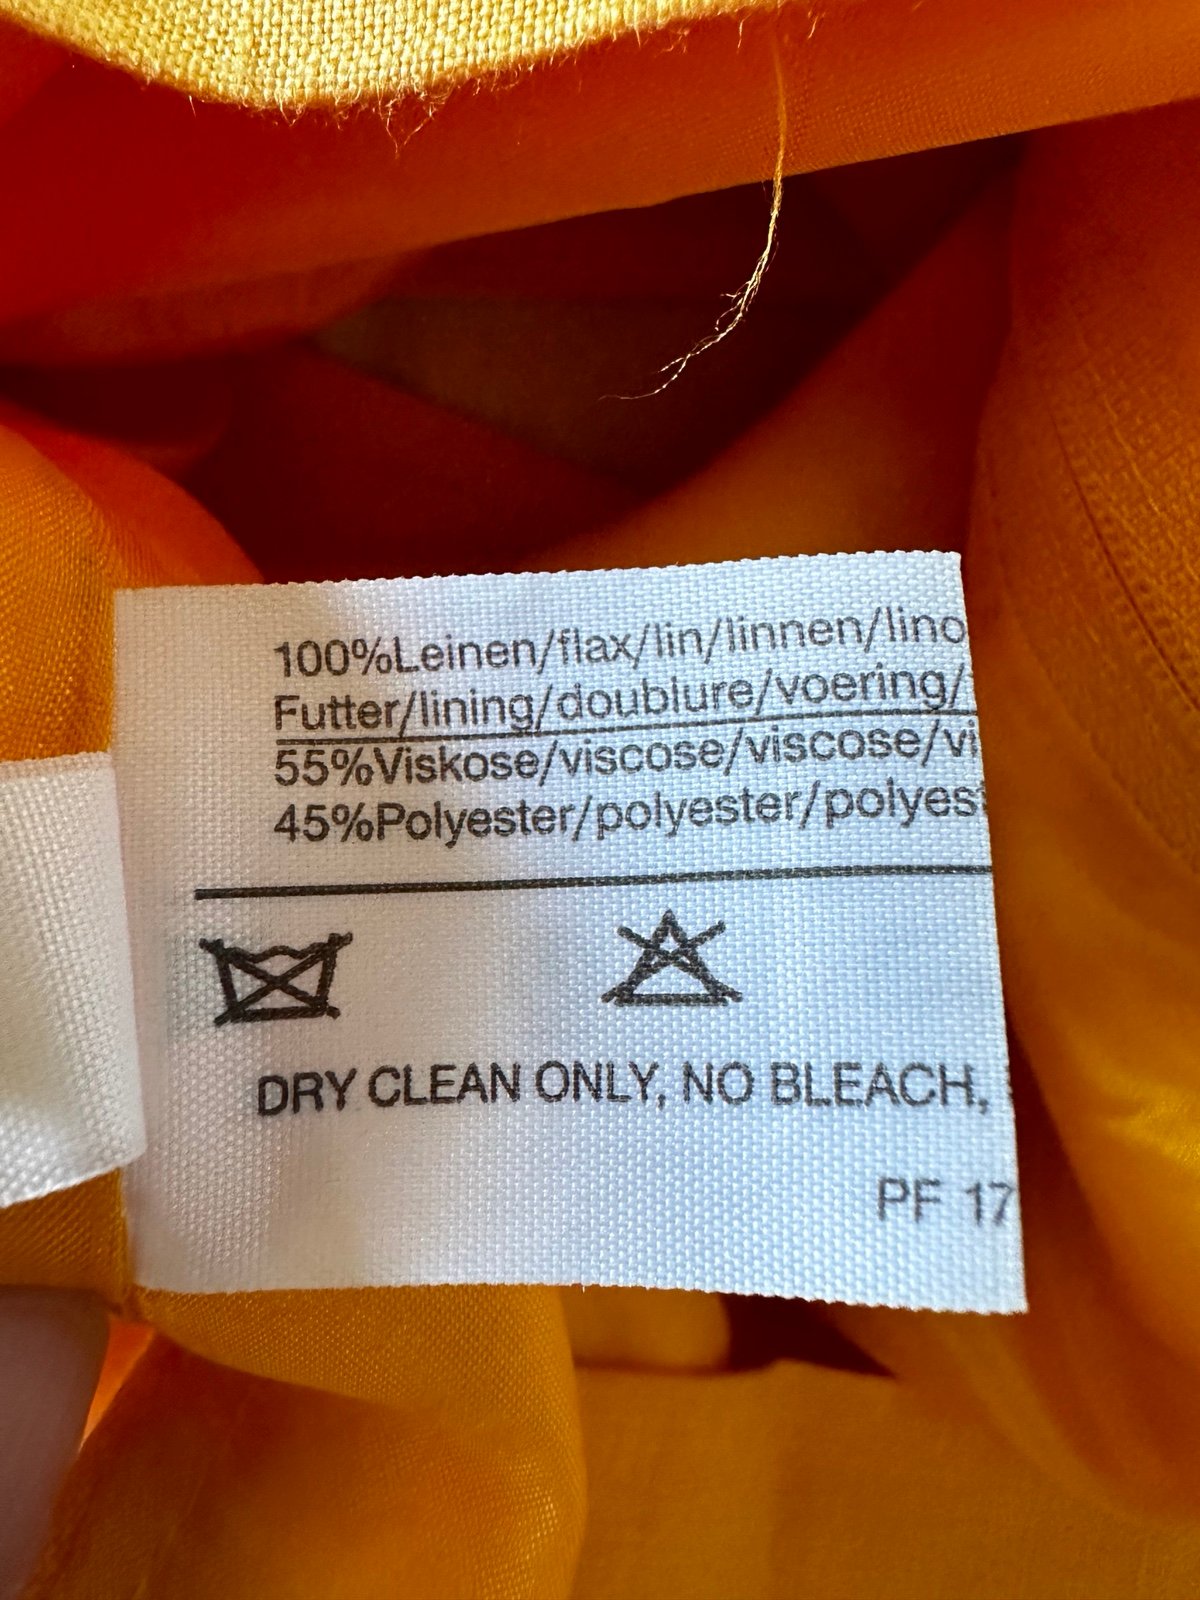 100%Leinen/flax/lin/linnen/lino
Futter/lining/doublure/voering/
55%Viskose/viscose/viscose/vi
45%Polyester/polyester/polyes
DRY CLEAN ONLY, NO BLEACH,
PF 17